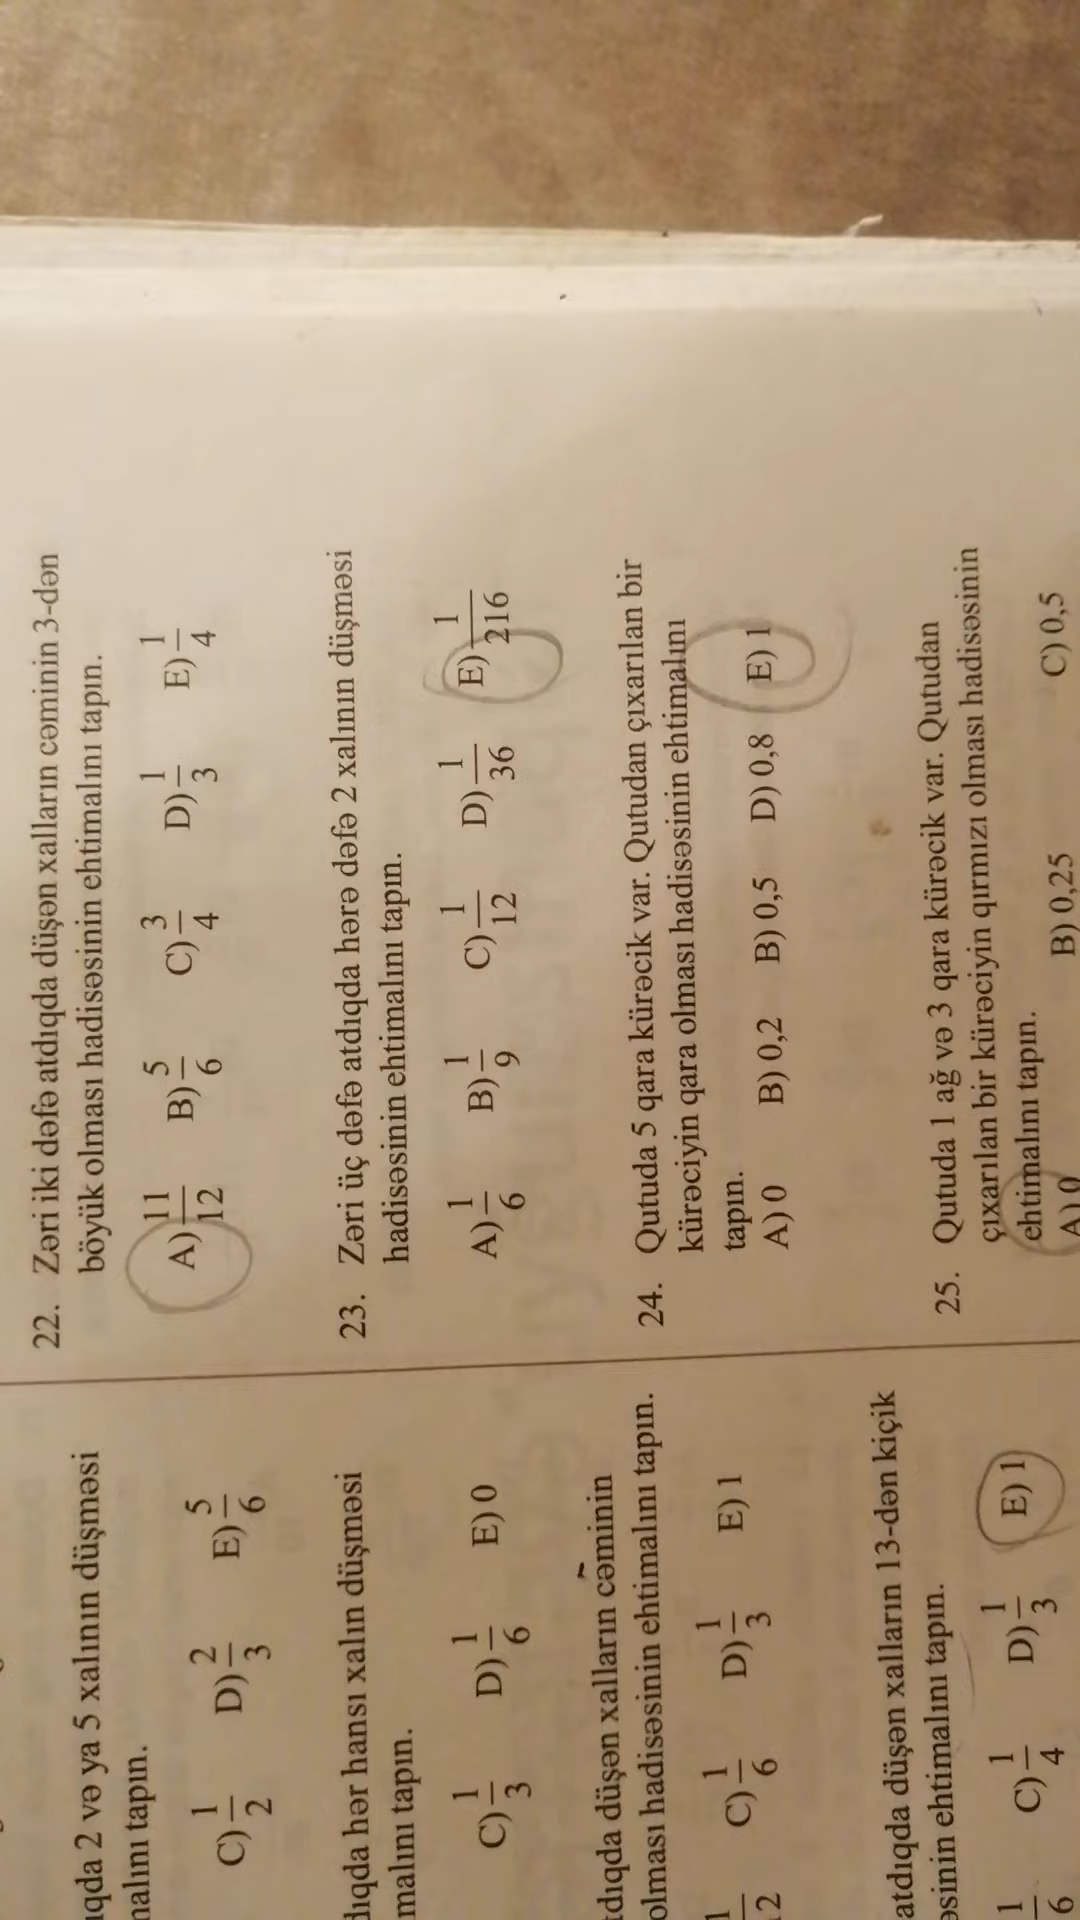 ıqda 2 və ya 5 xalının düşməsi
nalını tapın.
C) 1/2 D) 2/3 E) 5/6
dıqda hər hansı xalın düşməsi
malını tapın.
C) 1/3 D) 1/6 E) 0
tdıqda düşən xalların cəminin
olması hadisəsinin ehtimalını tapın.
C) 1/6 D) 1/3 E) 1
atdıqda düşən xalların 13-dən kiçik
əsinin ehtimalını tapın.
C) 1/4 D) 1/3 E) 1
22. Zəri iki dəfə atdıqda düşən xalların cəminin 3-dən
böyük olması hadisəsinin ehtimalını tapın.
A) 11/12 B) 5/6 C) 3/4 D) 1/3 E) 1/4
23. Zəri üç dəfə atdıqda hərə dəfə 2 xalının düşməsi
hadisəsinin ehtimalını tapın.
A) 1/6 B) 1/9 C) 1/12 D) 1/36 E) 1/216
24. Qutuda 5 qara kürəcik var. Qutudan çıxarılan bir
kürəciyin qara olması hadisəsinin ehtimalını
tapın.
A) 0 B) 0,2 B) 0,5 D) 0,8 E) 1
25. Qutuda 1 ağ və 3 qara kürəcik var. Qutudan
çıxarılan bir kürəciyin qırmızı olması hadisəsinin
ehtimalını tapın.
A) 0 B) 0,25 C) 0,5